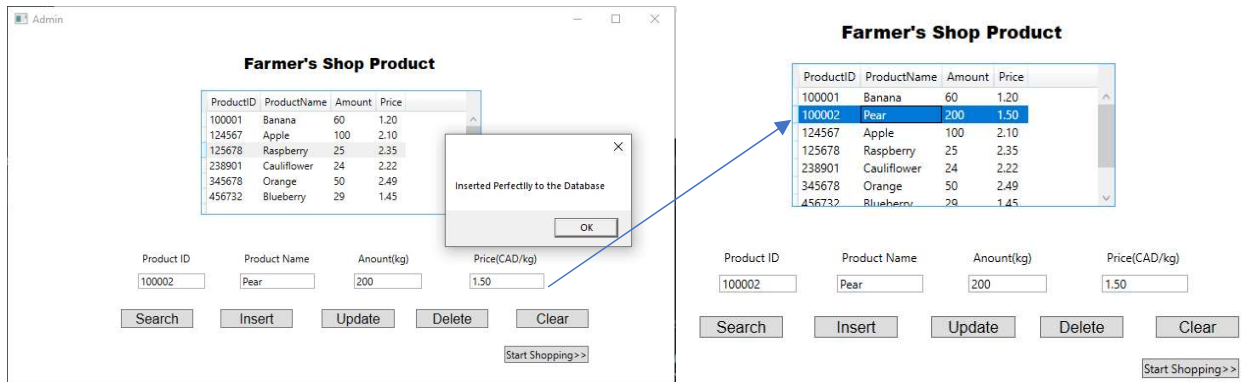 Admin
Farmer's Shop Product
ProductID ProductName Amount Price
100001 Banana 60 1.20
124567 Apple 100 2.10
125678 Raspberry 25 2.35
238901 Cauliflower 24 2.22
345678 Orange 50 2.49
456732 Blueberry 29 1.45
Inserted Perfectlly to the Database
OK
Product ID Product Name Amount(kg) Price(CAD/kg)
100002 Pear 200 1.50
Search Insert Update Delete Clear
Start Shopping>>
Farmer's Shop Product
ProductID ProductName Amount Price
100001 Banana 60 1.20
100002 Pear 200 1.50
124567 Apple 100 2.10
125678 Raspberry 25 2.35
238901 Cauliflower 24 2.22
345678 Orange 50 2.49
456732 Blueberry 29 1.45
Product ID Product Name Amount(kg) Price(CAD/kg)
100002 Pear 200 1.50
Search Insert Update Delete Clear
Start Shopping>>